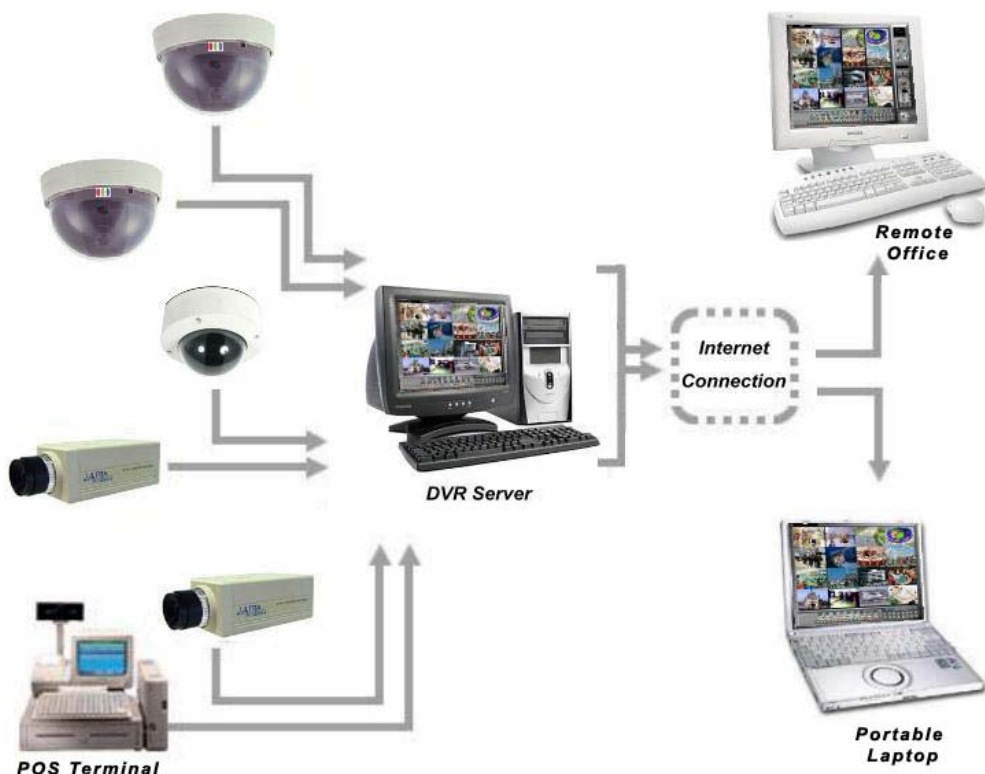 Remote
Office
Internet
Connection
DVR Server
Portable
Laptop
POS Terminal